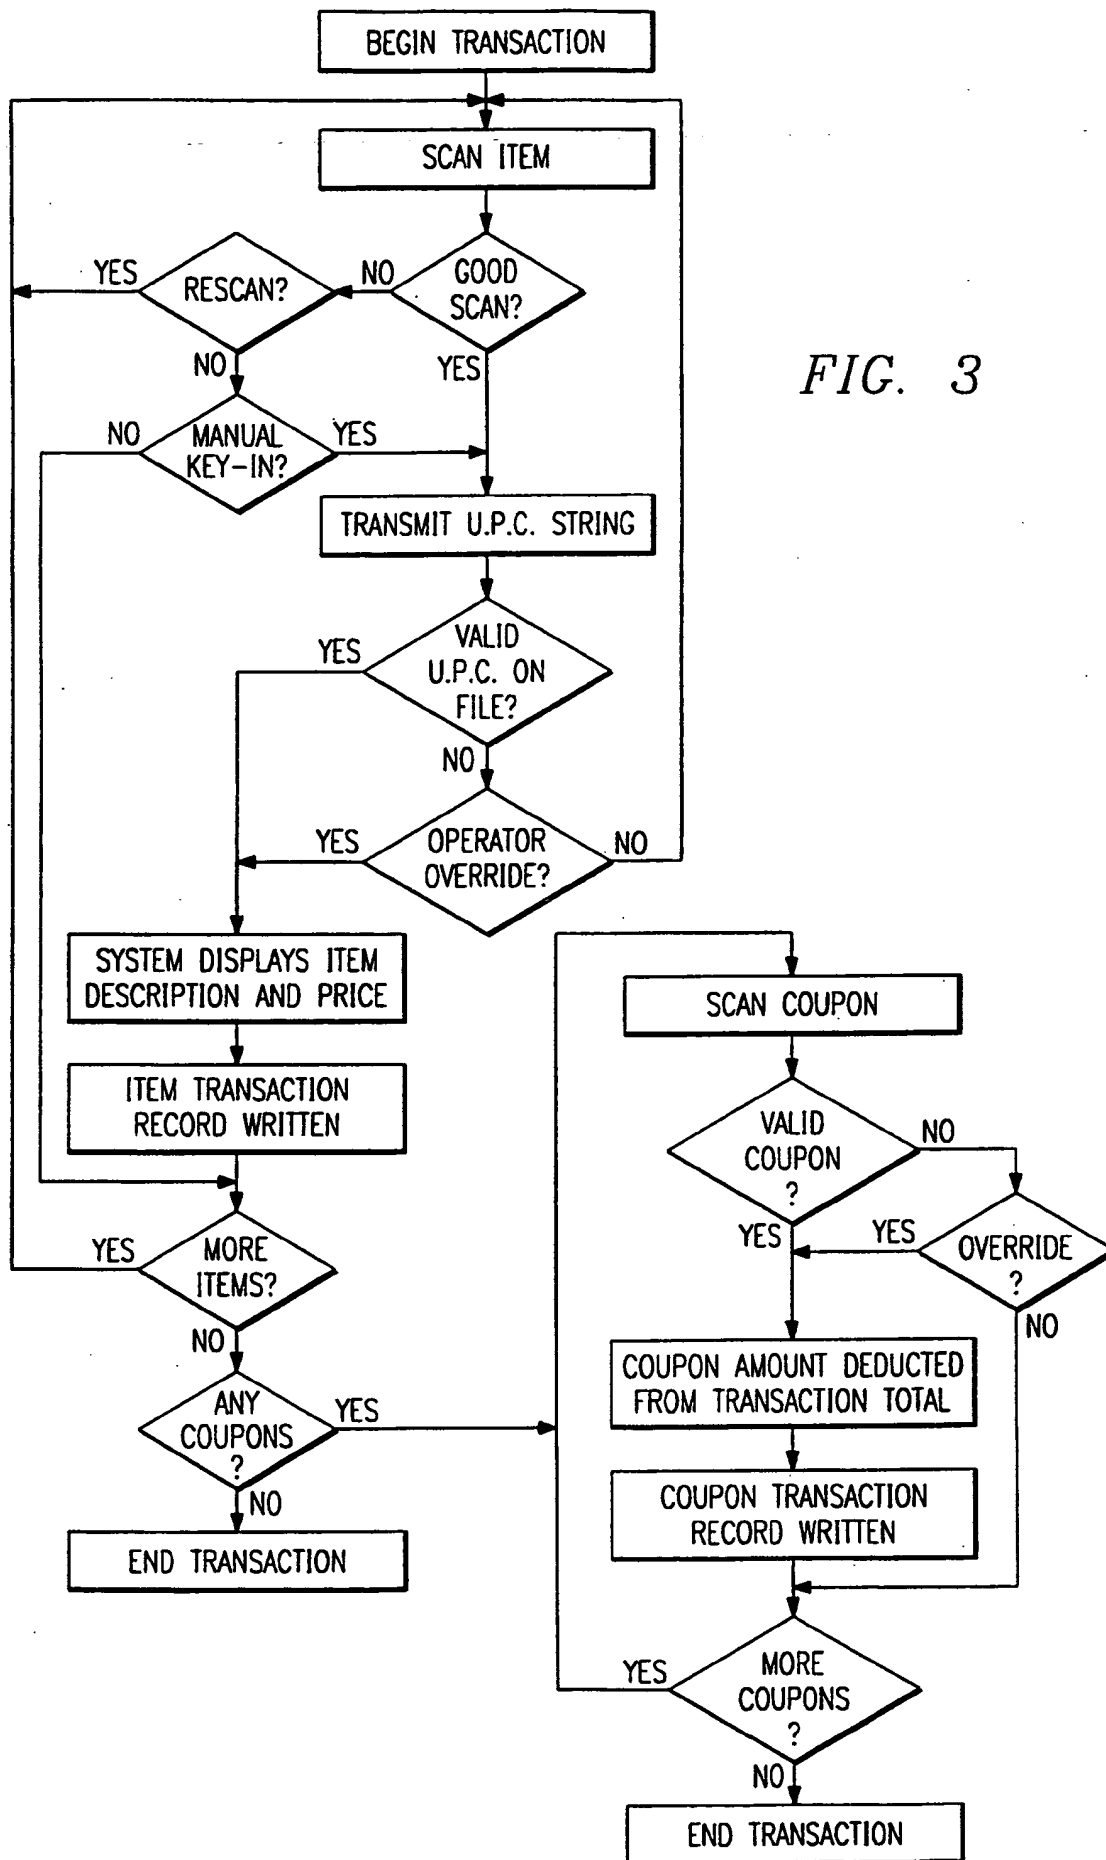 BEGIN TRANSACTION
SCAN ITEM
YES
RESCAN?
NO
GOOD
SCAN?
FIG. 3
NO
YES
NO
MANUAL
KEY-IN?
YES
TRANSMIT U.P.C. STRING
YES
VALID
U.P.C. ON
FILE?
NO
YES
OPERATOR
OVERRIDE?
NO
SYSTEM DISPLAYS ITEM
DESCRIPTION AND PRICE
ITEM TRANSACTION
RECORD WRITTEN
YES
MORE
ITEMS?
NO
ANY
COUPONS
?
YES
NO
END TRANSACTION
SCAN COUPON
VALID
COUPON
?
NO
YES
YES
OVERRIDE
?
NO
COUPON AMOUNT DEDUCTED
FROM TRANSACTION TOTAL
COUPON TRANSACTION
RECORD WRITTEN
YES
MORE
COUPONS
?
NO
END TRANSACTION